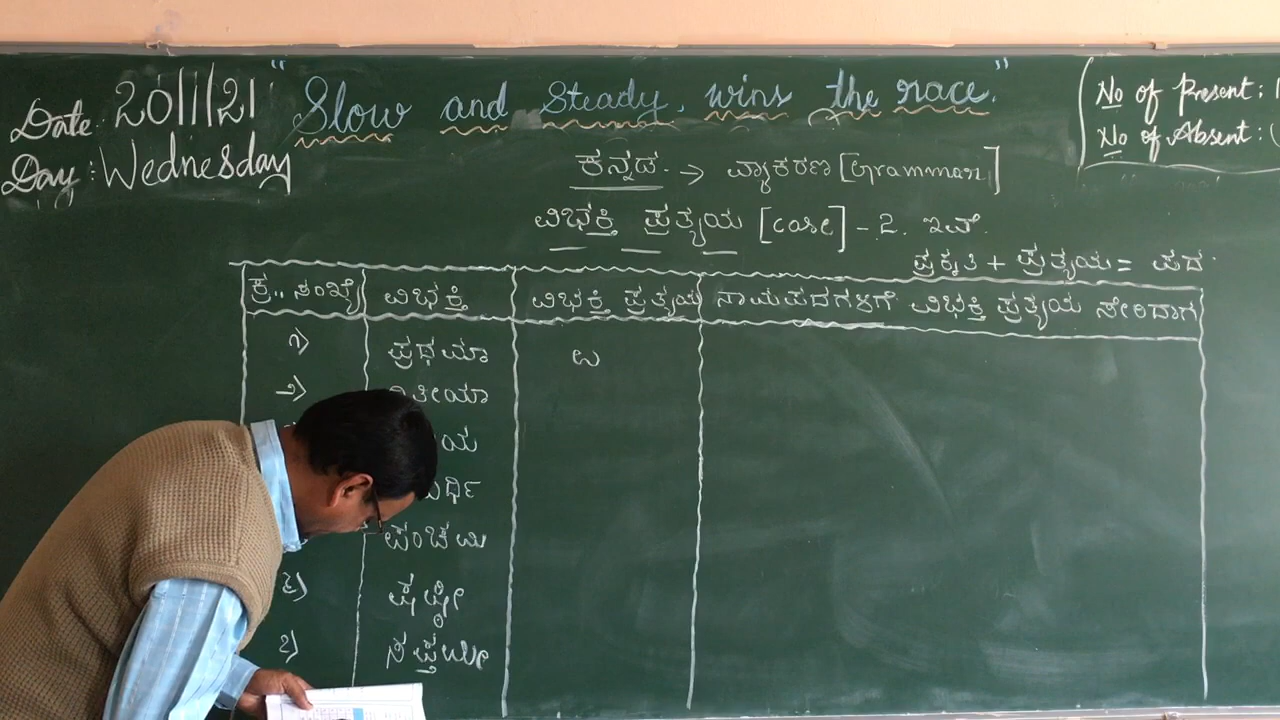 Date: 20/1/21 "Slow and Steady, wins the race."
Day: Wednesday
No of Present:
No of Absent:
ಕನ್ನಡ. → ವ್ಯಾಕರಣ [Grammar]
ವಿಭಕ್ತಿ ಪ್ರತ್ಯಯ [case] - 2.
ಪ್ರಕೃತಿ + ಪ್ರತ್ಯಯ = ಪದ.
ಕ್ರ.. ಸಂಖ್ಯೆ ವಿಭಕ್ತಿ ವಿಭಕ್ತಿ ಪ್ರತ್ಯಯ ನಾಮಪದಗಳಿಗೆ ವಿಭಕ್ತಿ ಪ್ರತ್ಯಯ ಸೇರಿದಾಗ
೧) ಪ್ರಥಮಾ ಉ
೨) ತೀಯಾ
ಯ
ರ್ಥಿ
ಪಂಚಮಿ
೬) ಷಷ್ಠೀ
೭) ಸಪ್ತಮೀ